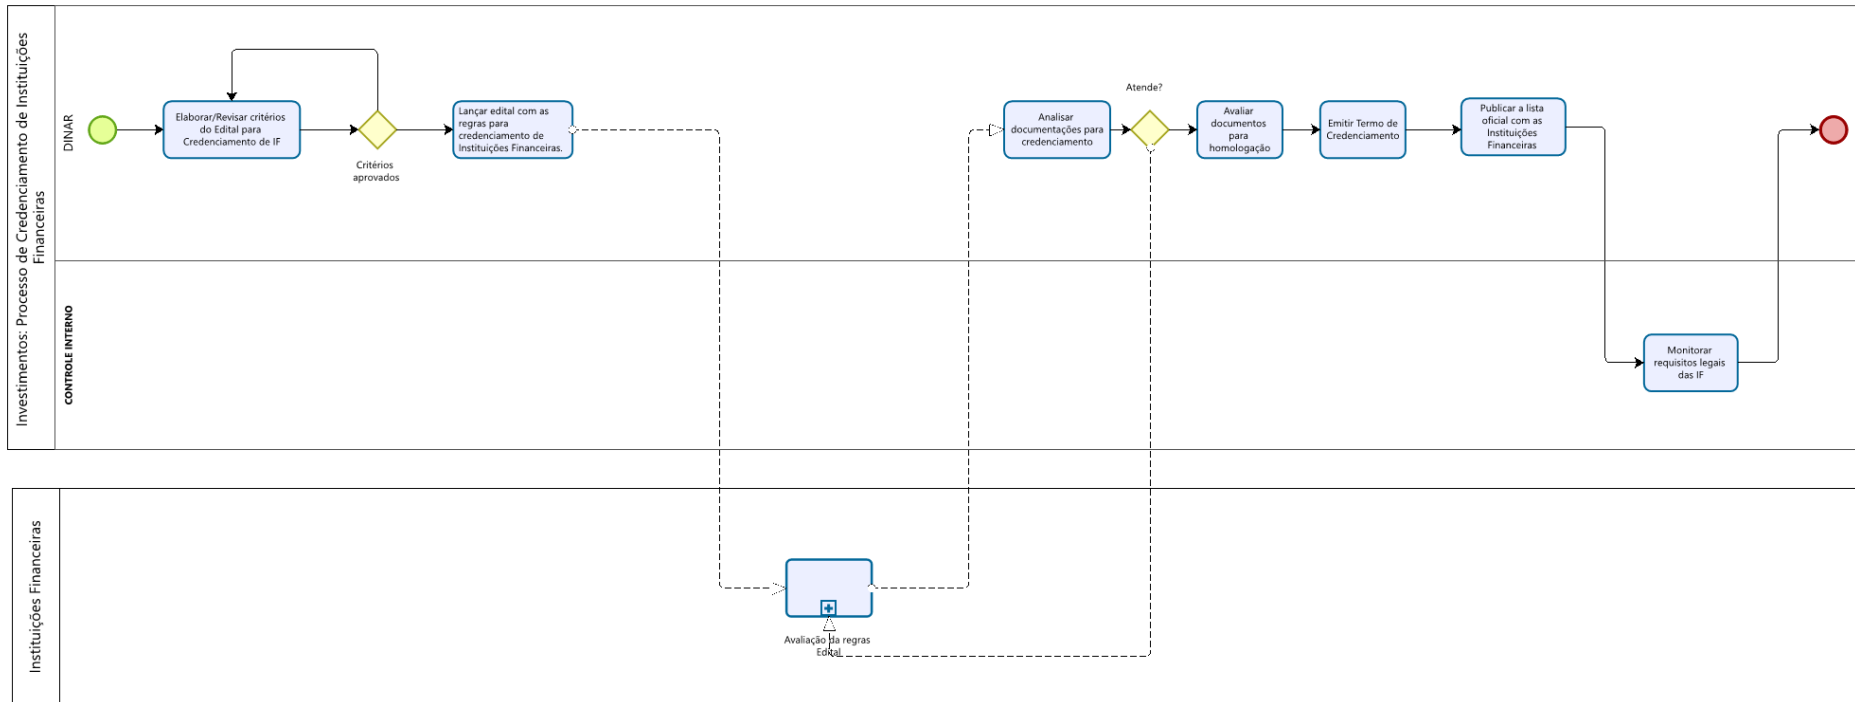 Investimentos: Processo de Credenciamento de Instituições
Financeiras
DINAR
Elaborar/Revisar critérios
do Edital para
Credenciamento de IF
Critérios
aprovados
Lançar edital com as
regras para
credenciamento de
Instituições Financeiras.
Analisar
documentações para
credenciamento
Atende?
Avaliar
documentos
para
homologação
Emitir Termo de
Credenciamento
Publicar a lista
oficial com as
Instituições
Financeiras
CONTROLE INTERNO
Monitorar
requisitos legais
das IF
Instituições Financeiras
Avaliação da regras
Edital